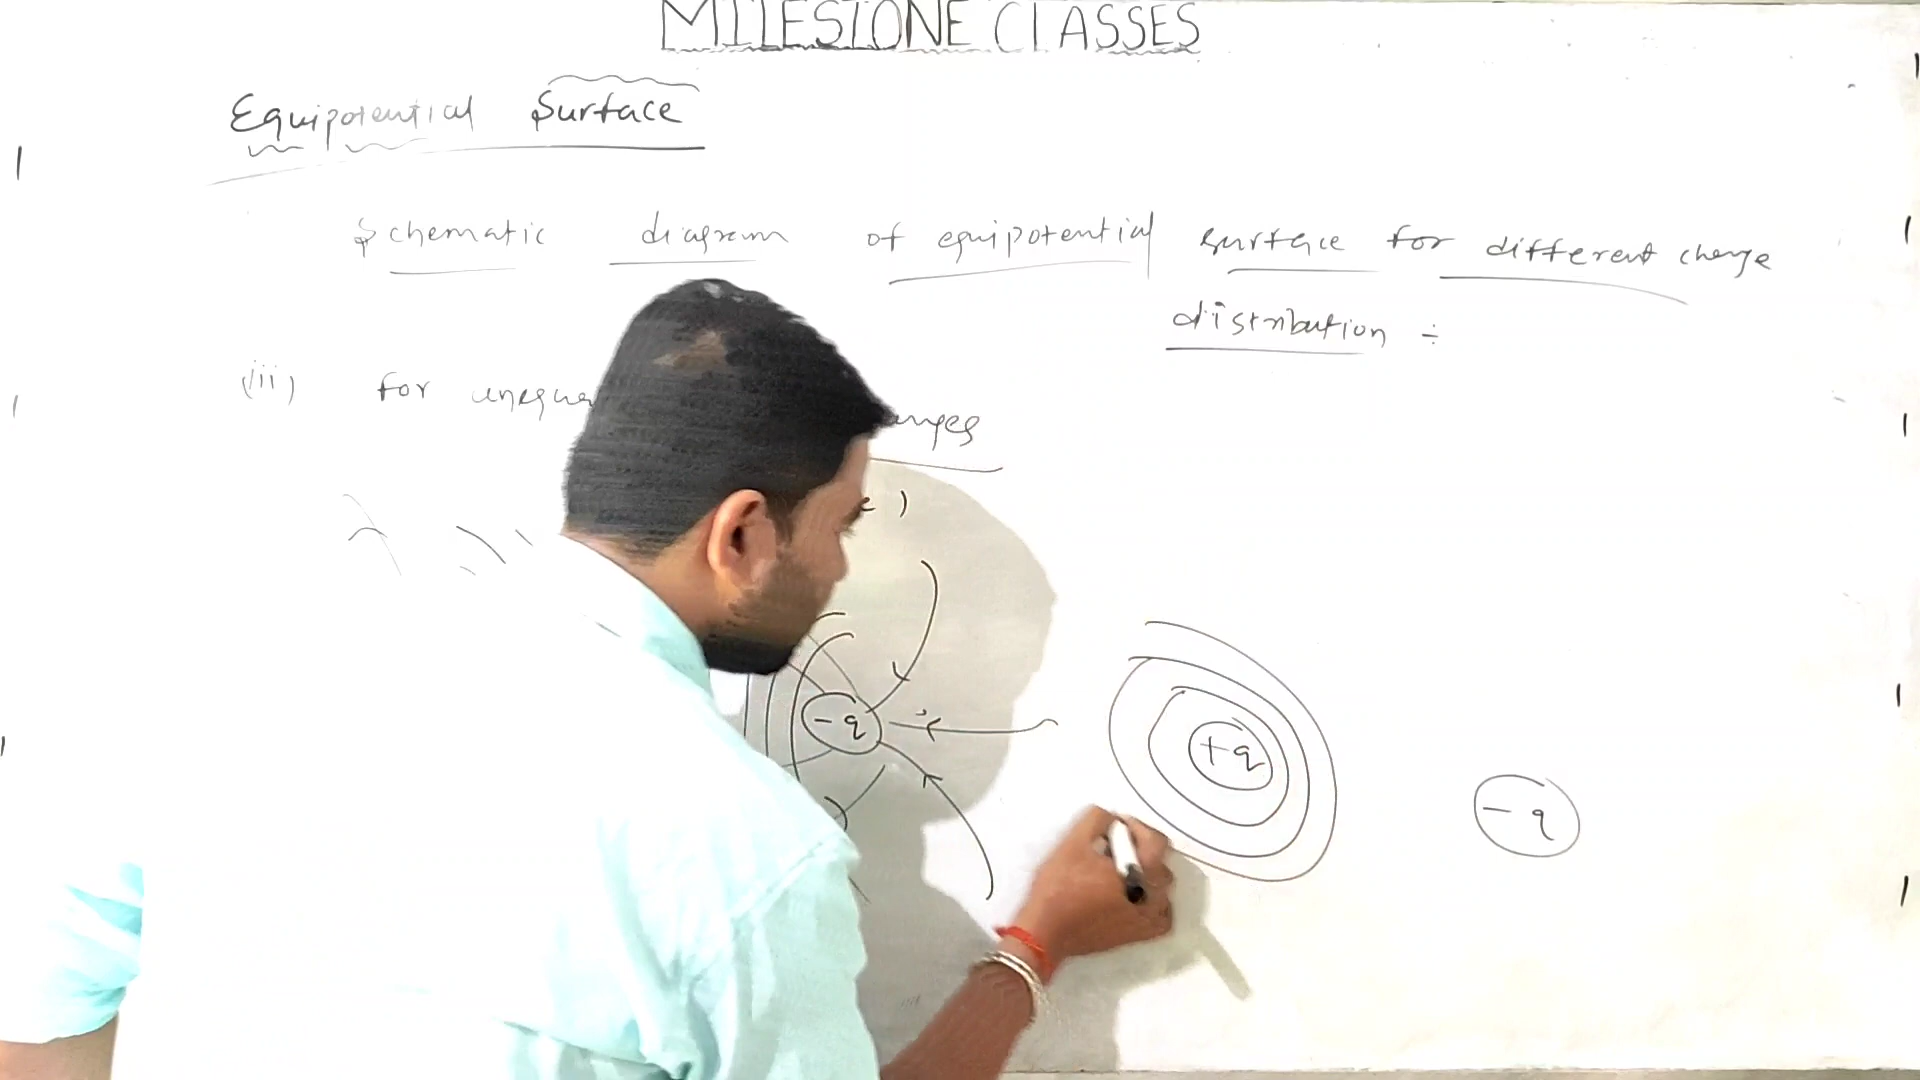 MILESTONE CLASSES
Equipotential Surface
Schematic diagram of equipotential surface for different charge
distribution ÷
(iii) for
-q
+q
-q